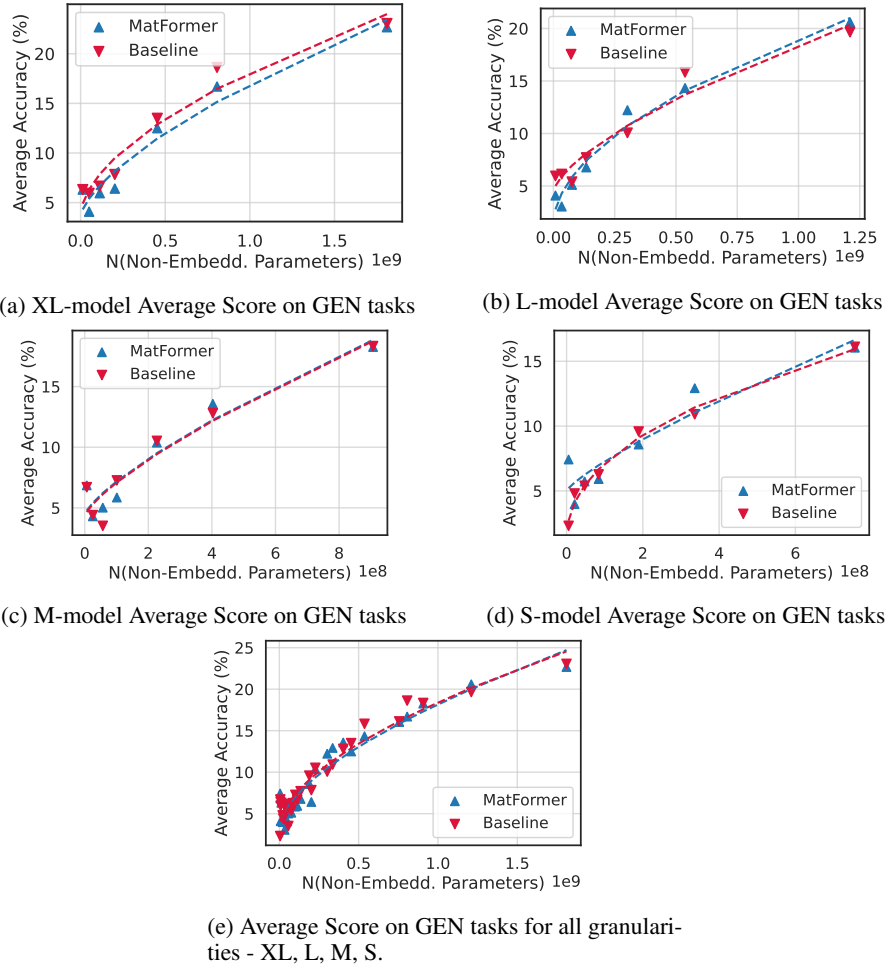 MatFormer
Baseline
Average Accuracy (%)
20
15
10
5
0.0
0.5
1.0
1.5
N(Non-Embedd. Parameters)
1e9
(a) XL-model Average Score on GEN tasks
MatFormer
Baseline
Average Accuracy (%)
20
15
10
5
0.00
0.25
0.50
0.75
1.00
1.25
N(Non-Embedd. Parameters)
1e9
(b) L-model Average Score on GEN tasks
MatFormer
Baseline
Average Accuracy (%)
15
10
5
0
2
4
6
8
N(Non-Embedd. Parameters)
1e8
(c) M-model Average Score on GEN tasks
MatFormer
Baseline
Average Accuracy (%)
15
10
5
0
2
4
6
N(Non-Embedd. Parameters)
1e8
(d) S-model Average Score on GEN tasks
MatFormer
Baseline
Average Accuracy (%)
25
20
15
10
5
0.0
0.5
1.0
1.5
N(Non-Embedd. Parameters)
1e9
(e) Average Score on GEN tasks for all granulari-
ties - XL, L, M, S.